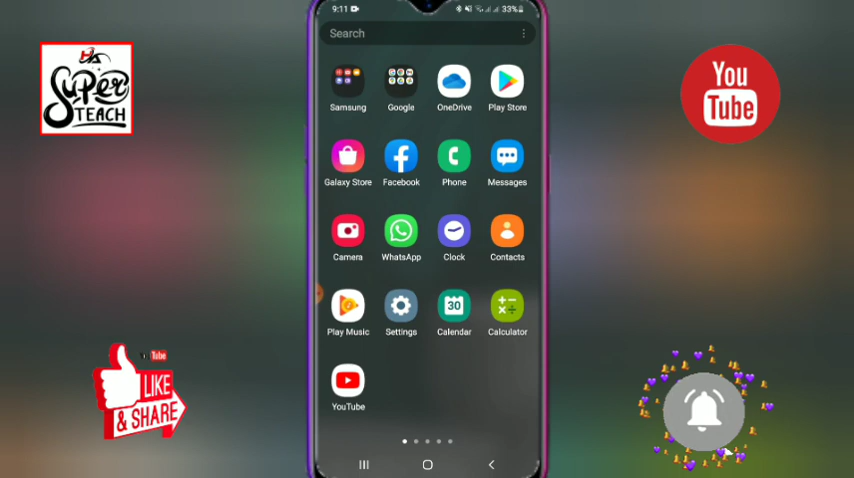 9:11
33%
Search
Samsung
Google
OneDrive
Play Store
Galaxy Store
Facebook
Phone
Messages
Camera
WhatsApp
Clock
Contacts
30
Play Music
Settings
Calendar
Calculator
YouTube
Super
TEACH
You
Tube
Tube
LIKE
& SHARE